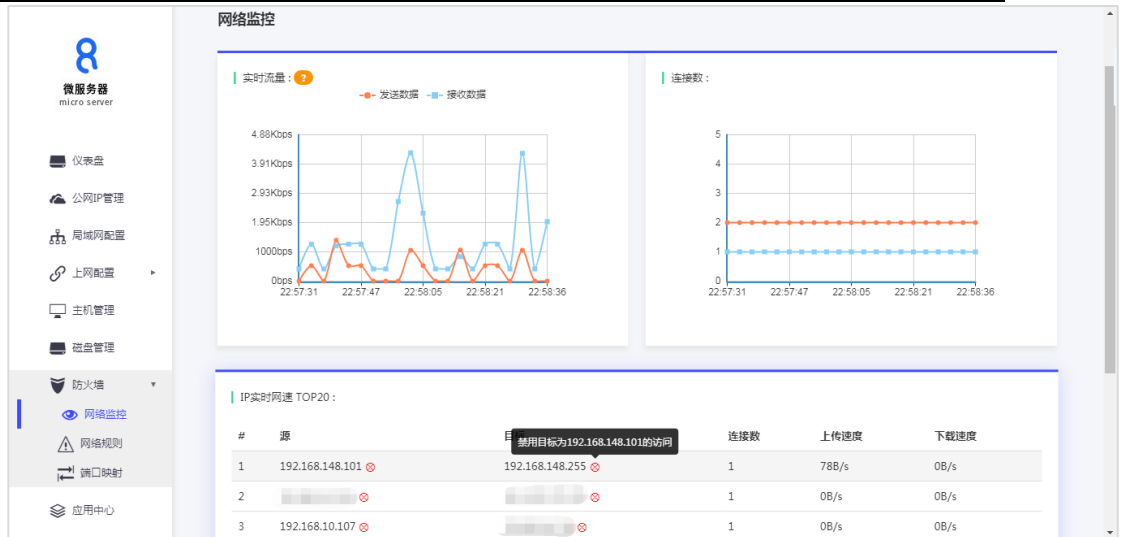 网络监控
微服务器
micro server
仪表盘
公网IP管理
局域网配置
上网配置
主机管理
磁盘管理
防火墙
网络监控
网络规则
端口映射
应用中心
实时流量 : ?
发送数据 接收数据
4.88Kbps
3.91Kbps
2.93Kbps
1.95Kbps
1000bps
0bps
22:57:31 22:57:47 22:58:05 22:58:21 22:58:36
连接数 :
5
4
3
2
1
0
22:57:31 22:57:47 22:58:05 22:58:21 22:58:36
IP实时网速 TOP20 :
# 源 目标 连接数 上传速度 下载速度
禁用目标为192.168.148.101的访问
1 192.168.148.101 192.168.148.255 1 78B/s 0B/s
2 1 0B/s 0B/s
3 192.168.10.107 1 0B/s 0B/s